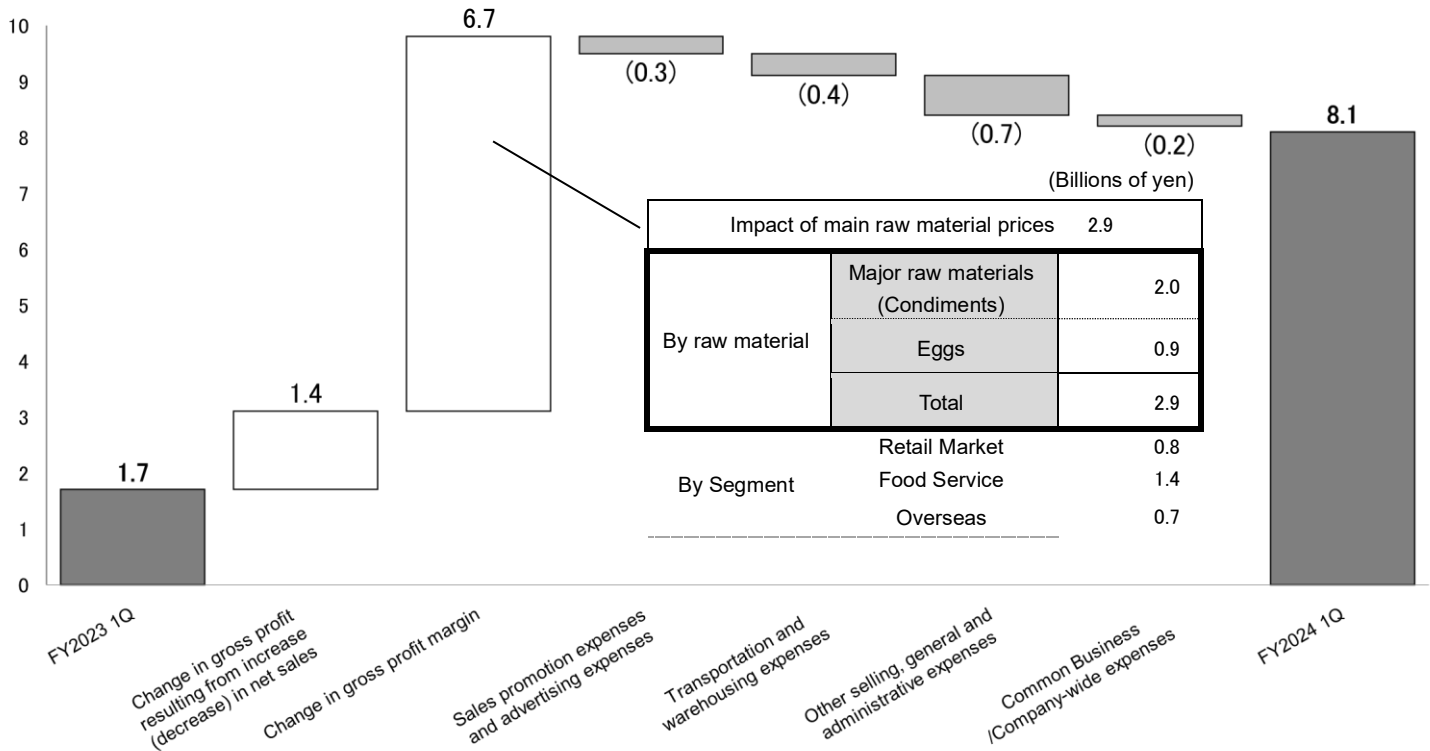 10
9
8
7
6
5
4
3
2
1
0
1.7
1.4
6.7
(0.3)
(0.4)
(0.7)
(0.2)
8.1
(Billions of yen)
Impact of main raw material prices 2.9
By raw material
Major raw materials
(Condiments)
2.0
Eggs 0.9
Total 2.9
By Segment
Retail Market 0.8
Food Service 1.4
Overseas 0.7
FY2023 1Q
Change in gross profit
resulting from increase
(decrease) in net sales
Change in gross profit margin
Sales promotion expenses
and advertising expenses
Transportation and
warehousing expenses
Other selling, general and
administrative expenses
Common Business
/Company-wide expenses
FY2024 1Q